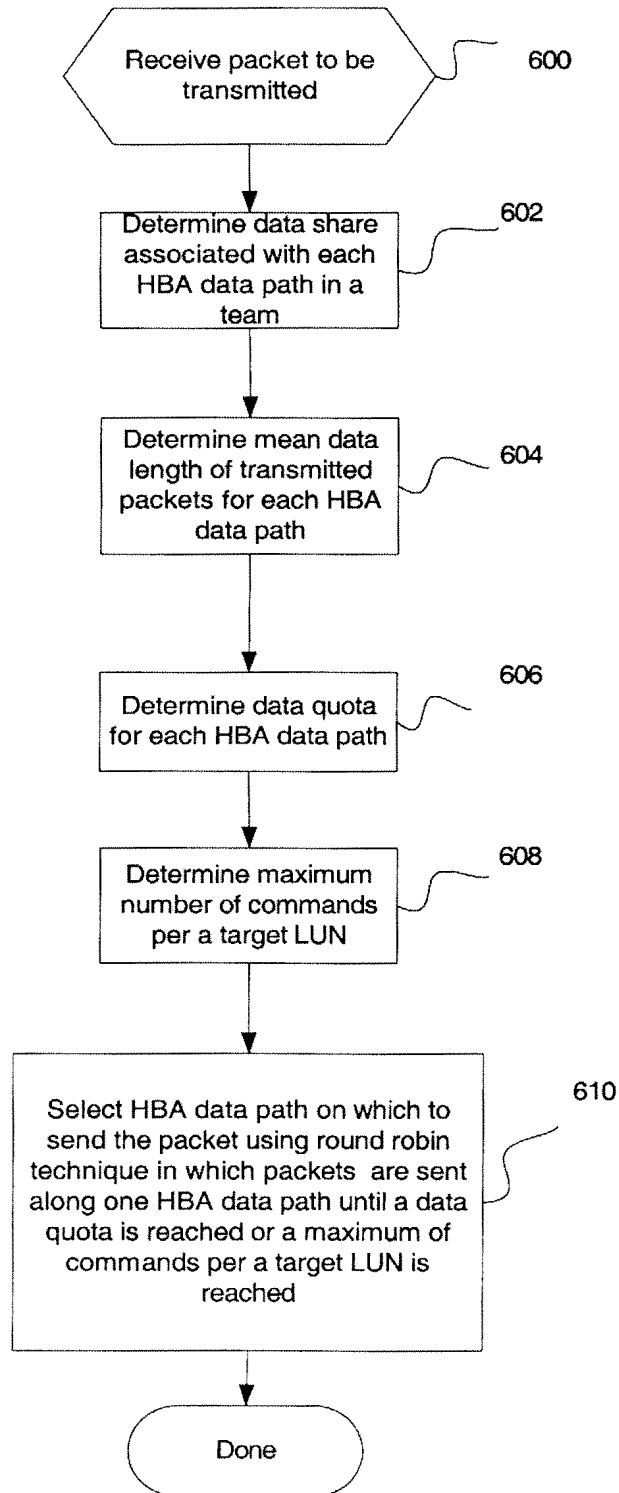 Receive packet to be
transmitted
600
602
Determine data share
associated with each
HBA data path in a
team
Determine mean data
length of transmitted
packets for each HBA
data path
604
606
Determine data quota
for each HBA data path
608
Determine maximum
number of commands
per a target LUN
610
Select HBA data path on which to
send the packet using round robin
technique in which packets are sent
along one HBA data path until a data
quota is reached or a maximum of
commands per a target LUN is
reached
Done